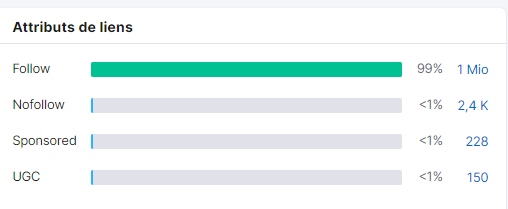 Attributs de liens
Follow 99% 1 Mio
Nofollow <1% 2,4 K
Sponsored <1% 228
UGC <1% 150